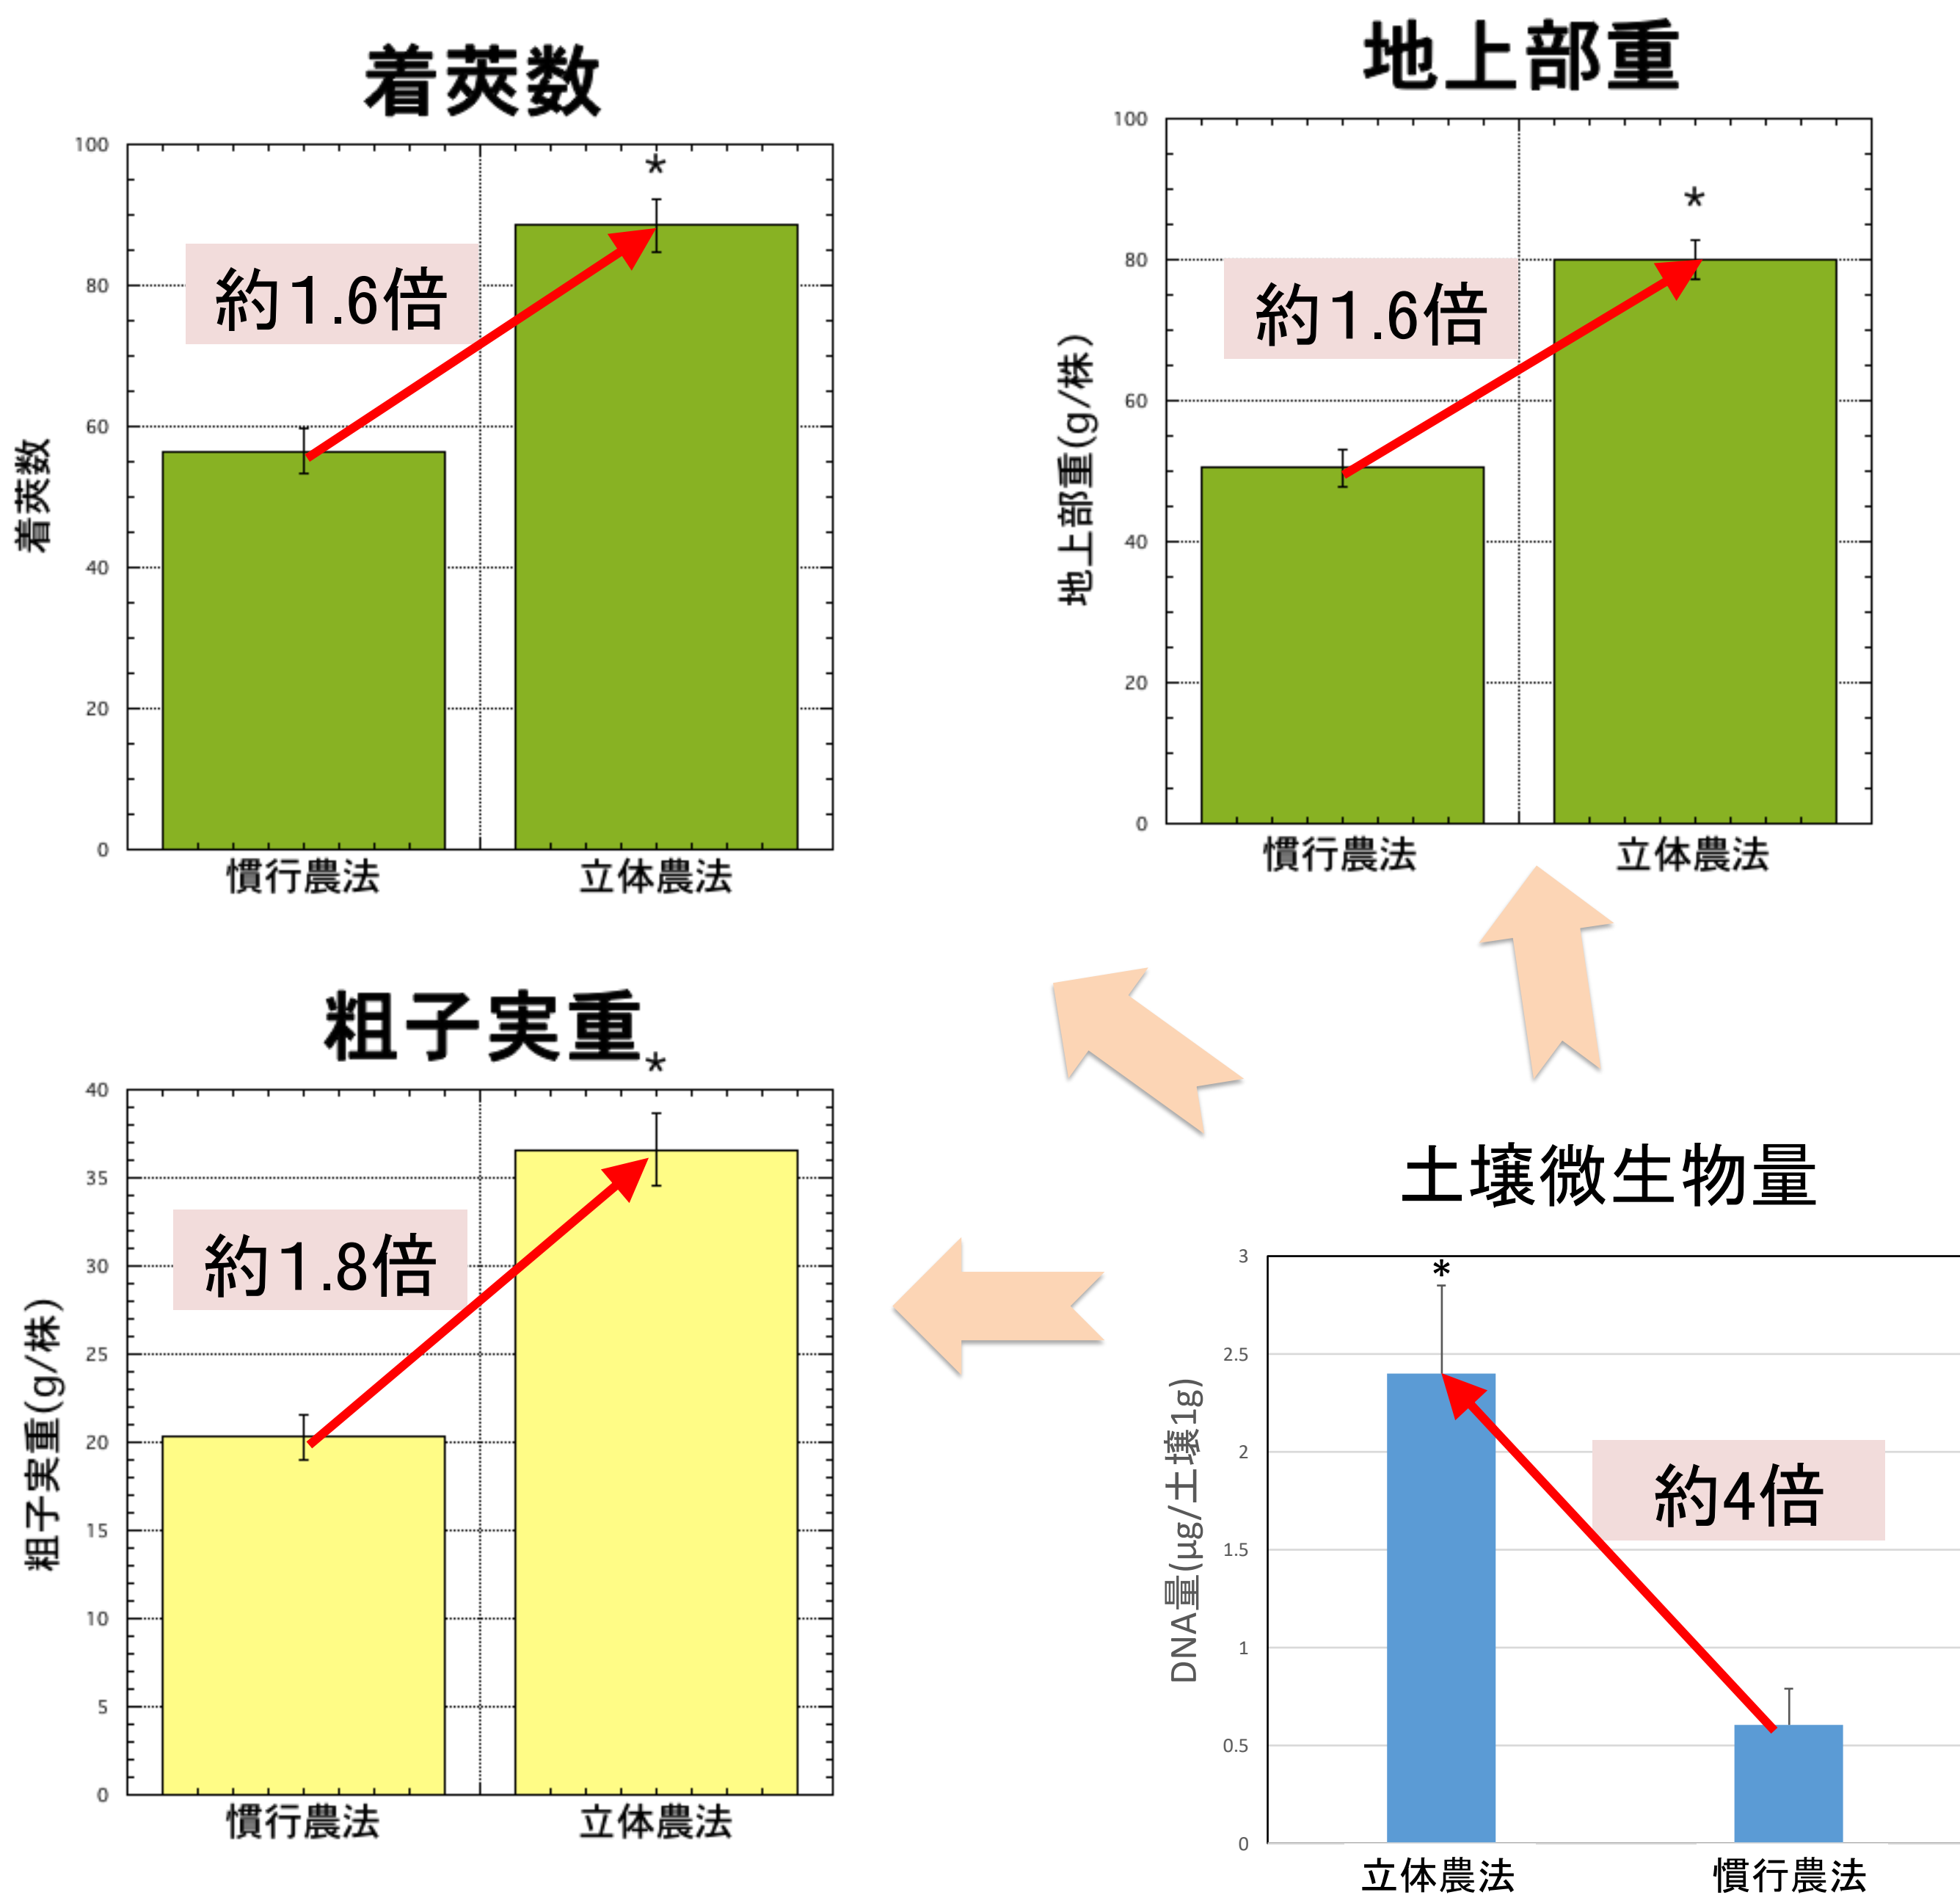 着莢数
100
80
60
40
20
0
着莢数
*
約1.6倍
慣行農法
立体農法
地上部重
100
80
60
40
20
0
地上部重(g/株)
*
約1.6倍
慣行農法
立体農法
粗子実重
*
40
35
30
25
20
15
10
5
0
粗子実重(g/株)
約1.8倍
慣行農法
立体農法
土壌微生物量
3
2.5
2
1.5
1
0.5
0
DNA量(µg/土壌1g)
*
約4倍
立体農法
慣行農法